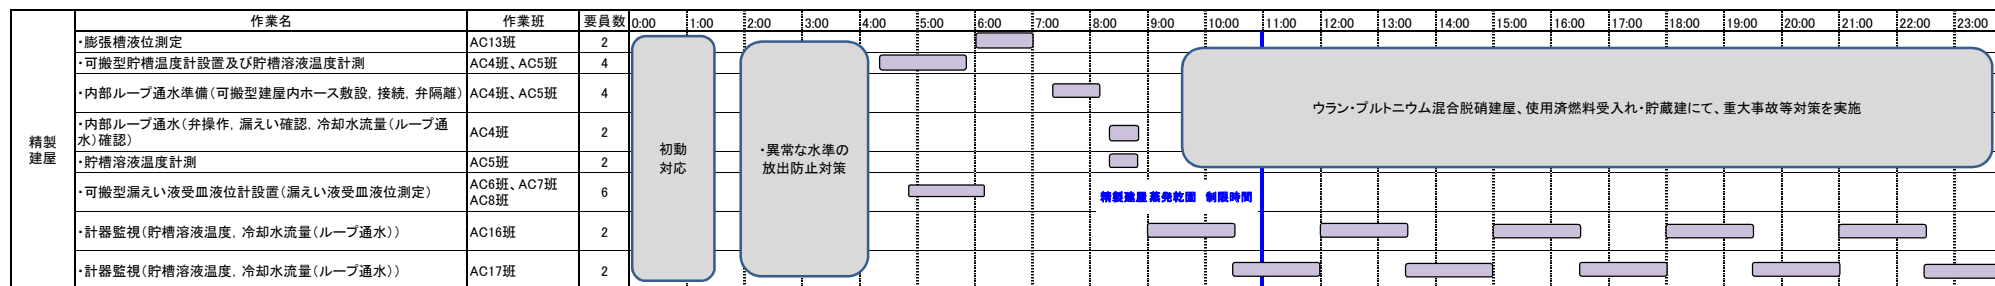 作業名 作業班 要員数 0:00 1:00 2:00 3:00 4:00 5:00 6:00 7:00 8:00 9:00 10:00 11:00 12:00 13:00 14:00 15:00 16:00 17:00 18:00 19:00 20:00 21:00 22:00 23:00
精製
建屋
・膨張槽液位測定 AC13班 2
・可搬型貯槽温度計設置及び貯槽溶液温度計測 AC4班、AC5班 4
・内部ループ通水準備(可搬型建屋内ホース敷設, 接続, 弁隔離) AC4班、AC5班 4
・内部ループ通水(弁操作, 漏えい確認, 冷却水流量(ループ通
水)確認) AC4班 2
・貯槽溶液温度計測 AC5班 2
・可搬型漏えい液受皿液位計設置(漏えい液受皿液位測定) AC6班、AC7班
AC8班 6
・計器監視(貯槽溶液温度, 冷却水流量(ループ通水)) AC16班 2
・計器監視(貯槽溶液温度, 冷却水流量(ループ通水)) AC17班 2
初動
対応
・異常な水準の
放出防止対策
ウラン・プルトニウム混合脱硝建屋、使用済燃料受入れ・貯蔵建にて、重大事故等対策を実施
精製建屋 蒸発乾固 制限時間